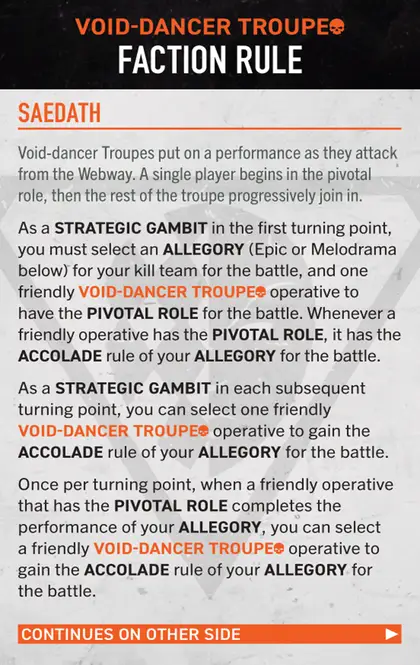 VOID-DANCER TROUPE
FACTION RULE
SAEDATH
Void-dancer Troupes put on a performance as they attack
from the Webway. A single player begins in the pivotal
role, then the rest of the troupe progressively join in.
As a STRATEGIC GAMBIT in the first turning point,
you must select an ALLEGORY (Epic or Melodrama
below) for your kill team for the battle, and one
friendly VOID-DANCER TROUPE operative to
have the PIVOTAL ROLE for the battle. Whenever a
friendly operative has the PIVOTAL ROLE, it has the
ACCOLADE rule of your ALLEGORY for the battle.
As a STRATEGIC GAMBIT in each subsequent
turning point, you can select one friendly
VOID-DANCER TROUPE operative to gain the
ACCOLADE rule of your ALLEGORY for the battle.
Once per turning point, when a friendly operative
that has the PIVOTAL ROLE completes the
performance of your ALLEGORY, you can select
a friendly VOID-DANCER TROUPE operative to
gain the ACCOLADE rule of your ALLEGORY for
the battle.
CONTINUES ON OTHER SIDE